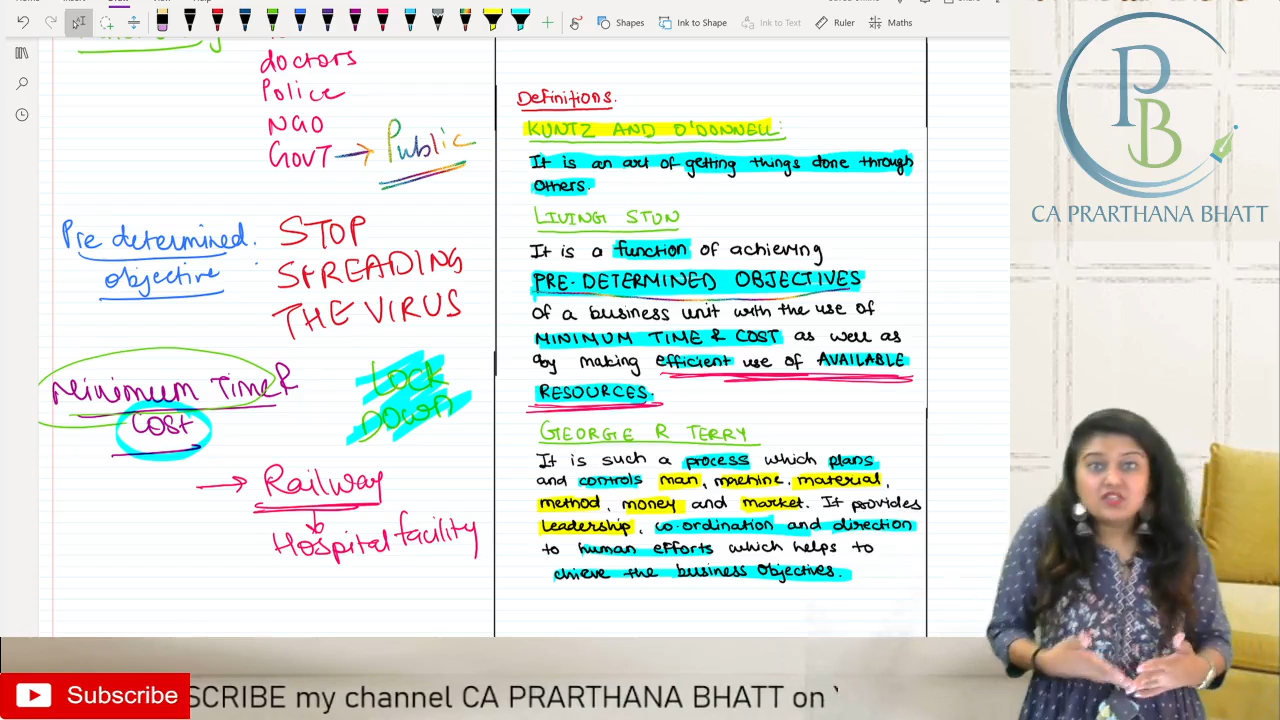 Shapes
Ink to Shape
Ink to Text
Ruler
Maths
doctors
Police
NGO
GOVT → Public
Pre determined.
objective
STOP
SPREADING
THE VIRUS
Minimum Time &
Cost
Lock
Down
→ Railway
Hospital facility
Definitions.
KUNTZ AND O'DONNELL:
It is an art of getting things done through
others.
LIVING STON
It is a function of achieving
PRE-DETERMINED OBJECTIVES
of a business unit with the use of
MINIMUM TIME & COST as well as
by making efficient use of AVAILABLE
RESOURCES.
GEORGE R TERRY
It is such a process which plans
and controls man, machine, material,
method, money and market. It provides
leadership, co-ordination and direction
to human efforts which helps to
chieve the business objectives.
PB
CA PRARTHANA BHATT
Subscribe
SCRIBE my channel CA PRARTHANA BHATT on